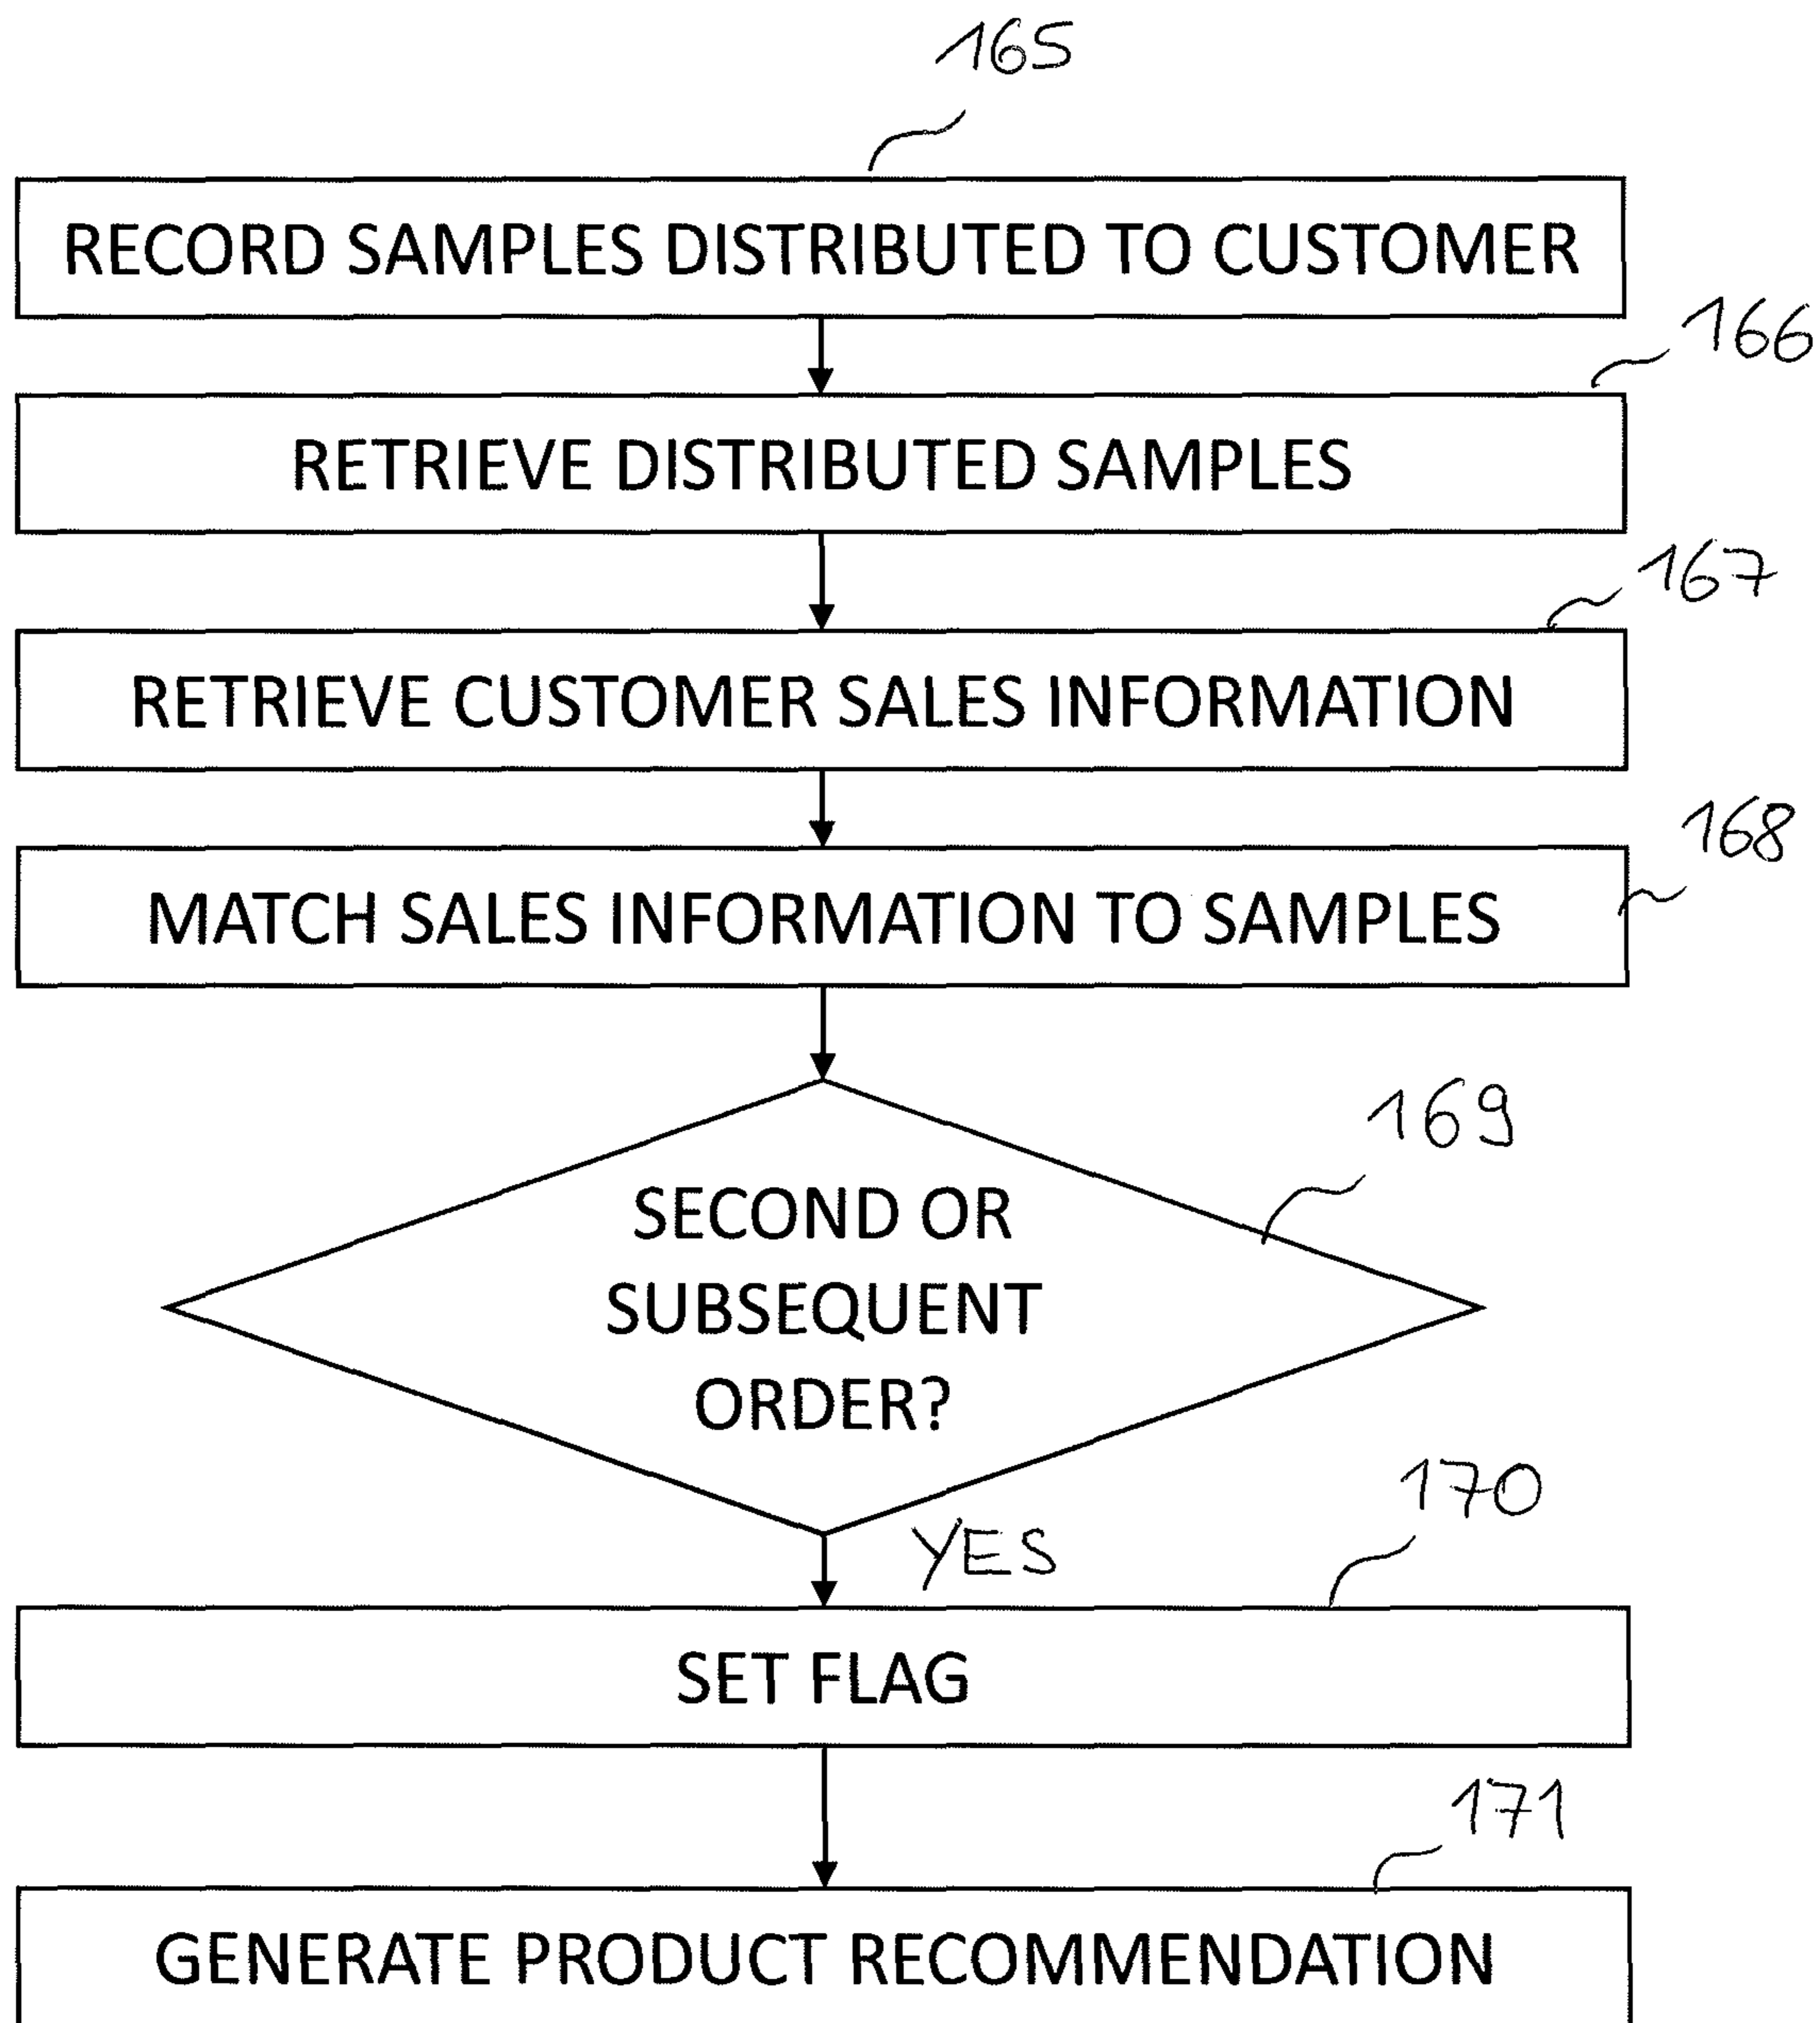 165
RECORD SAMPLES DISTRIBUTED TO CUSTOMER
166
RETRIEVE DISTRIBUTED SAMPLES
167
RETRIEVE CUSTOMER SALES INFORMATION
168
MATCH SALES INFORMATION TO SAMPLES
169
SECOND OR
SUBSEQUENT
ORDER?
170
YES
SET FLAG
171
GENERATE PRODUCT RECOMMENDATION